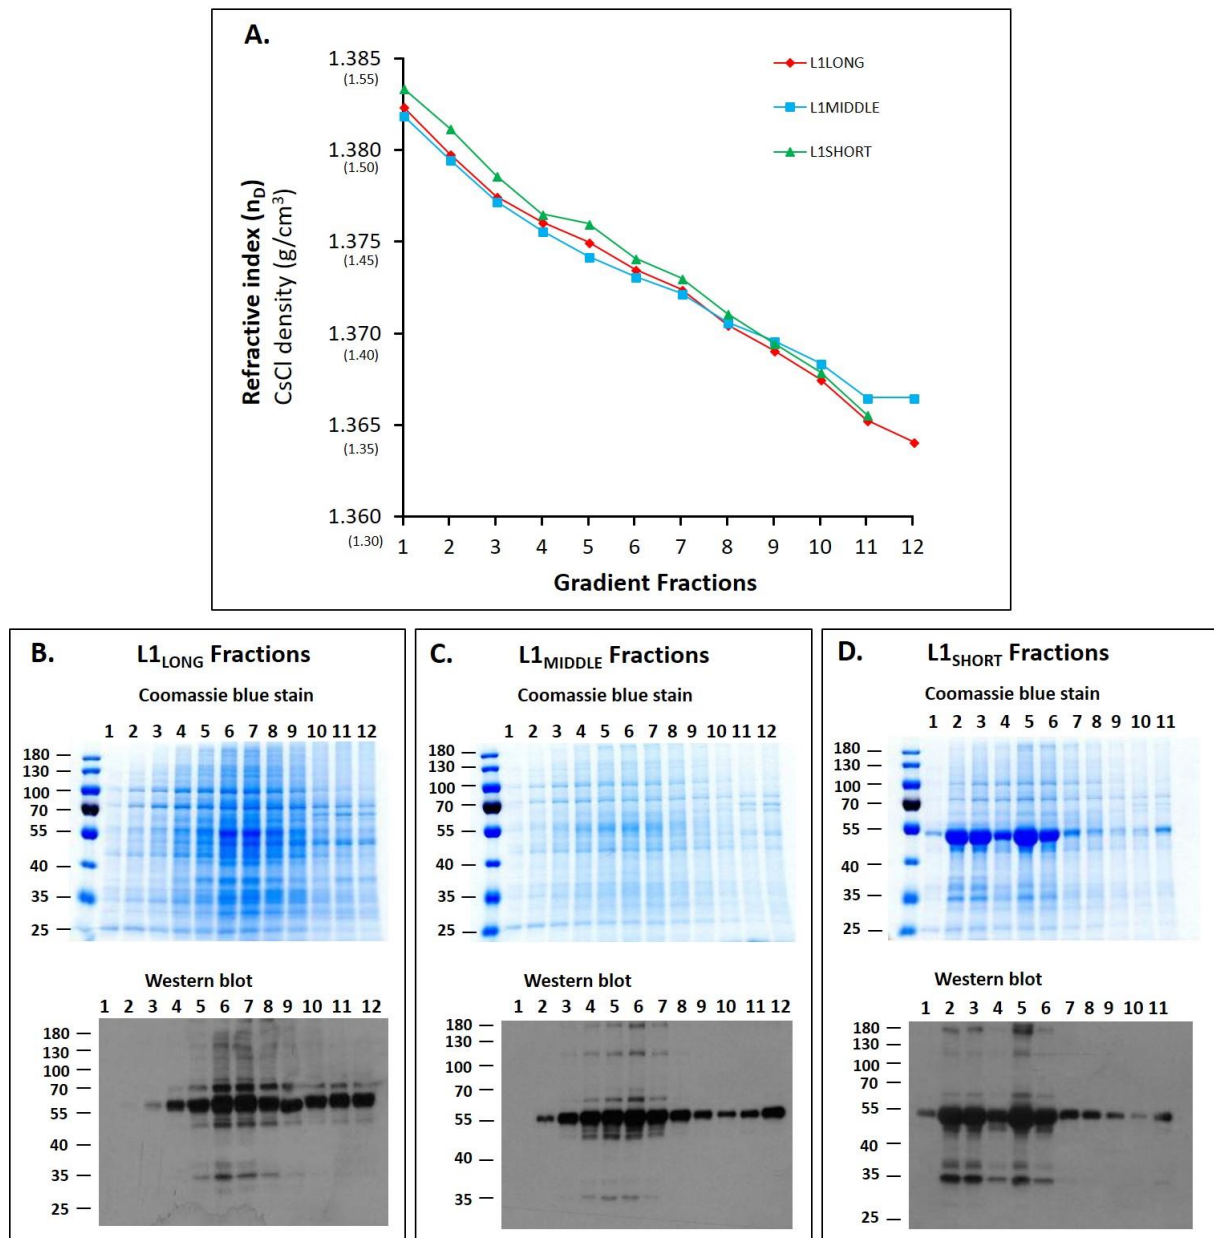 A.
1.385
(1.55)
1.380
(1.50)
1.375
(1.45)
1.370
(1.40)
1.365
(1.35)
1.360
(1.30)
Refractive index (nD)
CsCl density (g/cm³)
L1LONG
L1MIDDLE
L1SHORT
1 2 3 4 5 6 7 8 9 10 11 12
Gradient Fractions
B. L1LONG Fractions
Coomassie blue stain
1 2 3 4 5 6 7 8 9 10 11 12
180
130
100
70
55
40
35
25
Western blot
1 2 3 4 5 6 7 8 9 10 11 12
180
130
100
70
55
40
35
25
C. L1MIDDLE Fractions
Coomassie blue stain
1 2 3 4 5 6 7 8 9 10 11 12
180
130
100
70
55
40
35
25
Western blot
1 2 3 4 5 6 7 8 9 10 11 12
180
130
100
70
55
40
35
D. L1SHORT Fractions
Coomassie blue stain
1 2 3 4 5 6 7 8 9 10 11
180
130
100
70
55
40
35
25
Western blot
1 2 3 4 5 6 7 8 9 10 11
180
130
100
70
55
40
35
25